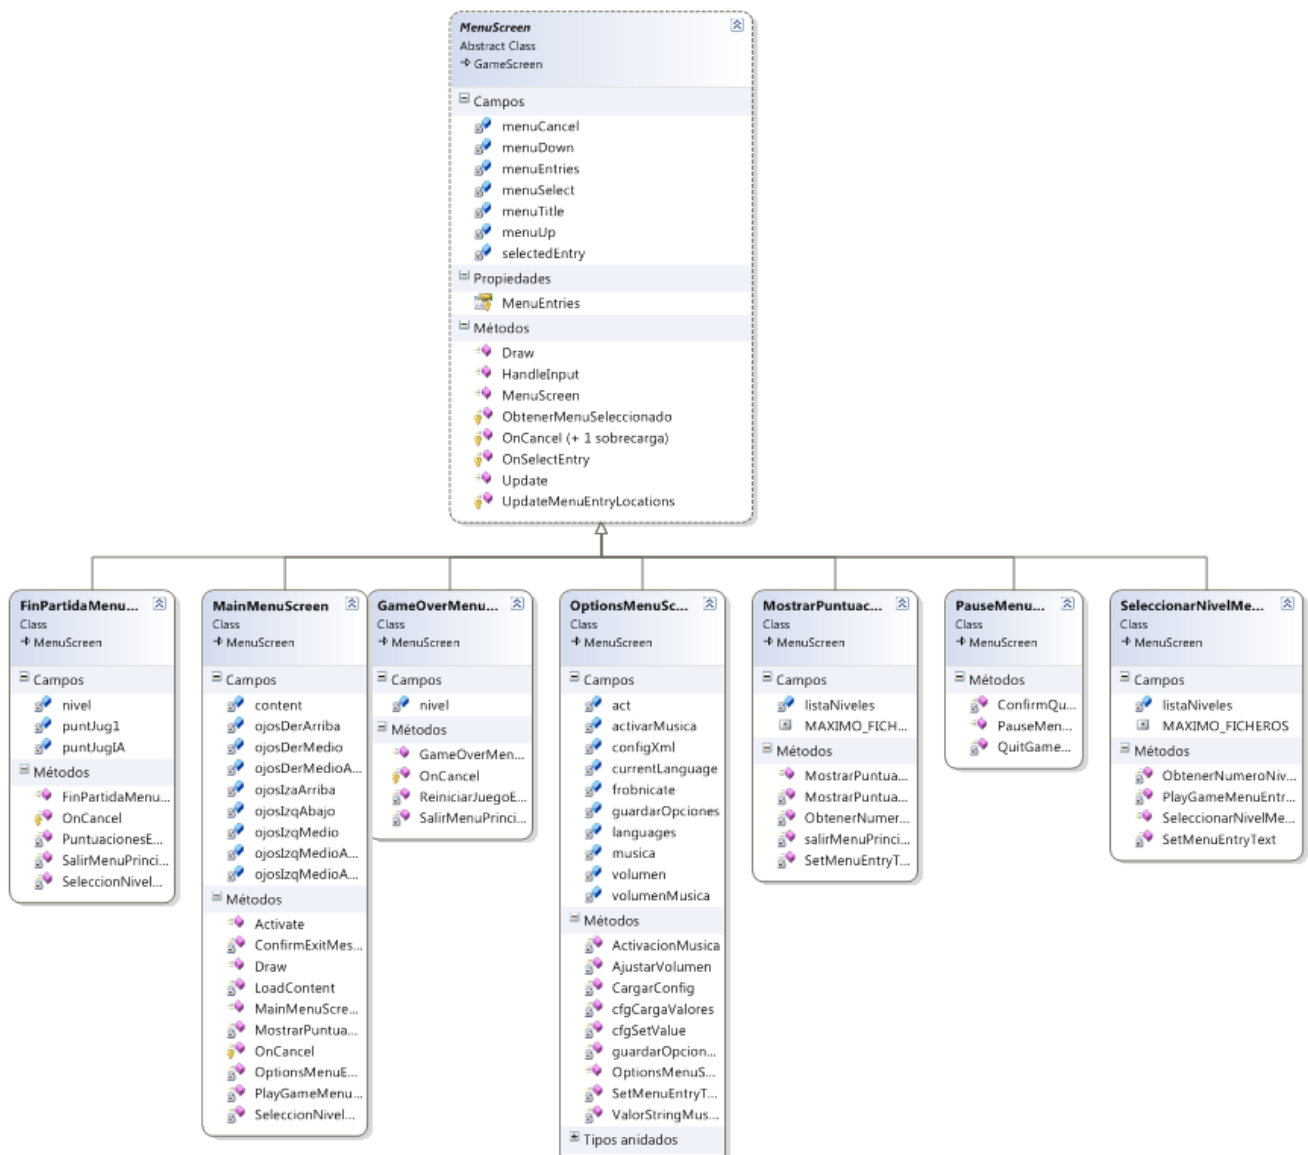 MenuScreen
Abstract Class
GameScreen
Campos
menuCancel
menuDown
menuEntries
menuSelect
menuTitle
menuUp
selectedEntry
Propiedades
MenuEntries
Métodos
Draw
HandleInput
MenuScreen
ObtenerMenuSeleccionado
OnCancel (+ 1 sobrecarga)
OnSelectEntry
Update
UpdateMenuEntryLocations
FinPartidaMenu...
Class
MenuScreen
Campos
nivel
puntJug1
puntJugIA
Métodos
FinPartidaMenu...
OnCancel
PuntuacionesE...
SalirMenuPrinci...
SeleccionNivel...
MainMenuScreen
Class
MenuScreen
Campos
content
ojosDerArriba
ojosDerMedio
ojosDerMedioA...
ojosIzaArriba
ojosIzqAbajo
ojosIzqMedio
ojosIzqMedioA...
ojosIzqMedioA...
Métodos
Activate
ConfirmExitMes...
Draw
LoadContent
MainMenuScre...
MostrarPuntua...
OnCancel
OptionsMenuE...
PlayGameMenu...
SeleccionNivel...
GameOverMenu...
Class
MenuScreen
Campos
nivel
Métodos
GameOverMen...
OnCancel
ReiniciarJuegoE...
SalirMenuPrinci...
OptionsMenuSc...
Class
MenuScreen
Campos
act
activarMusica
configXml
currentLanguage
frobnicate
guardarOpciones
languages
musica
volumen
volumenMusica
Métodos
ActivacionMusica
AjustarVolumen
CargarConfig
cfgCargaValores
cfgSetValue
guardarOpcion...
OptionsMenuS...
SetMenuEntryT...
ValorStringMus...
Tipos anidados
MostrarPuntuac...
Class
MenuScreen
Campos
listaNiveles
MAXIMO_FICH...
Métodos
MostrarPuntua...
MostrarPuntua...
ObtenerNumer...
salirMenuPrinci...
SetMenuEntryT...
PauseMenu...
Class
MenuScreen
Métodos
ConfirmQu...
PauseMen...
QuitGame...
SeleccionarNivelMe...
Class
MenuScreen
Campos
listaNiveles
MAXIMO_FICHEROS
Métodos
ObtenerNumeroNiv...
PlayGameMenuEntr...
SeleccionarNivelMe...
SetMenuEntryText